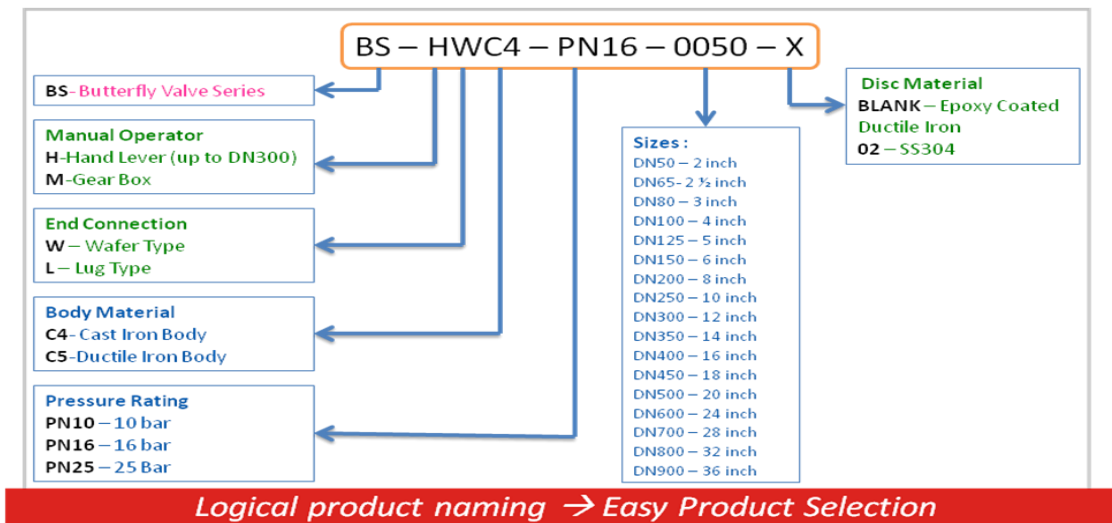 BS – HWC4 – PN16 – 0050 – X
BS- Butterfly Valve Series
Manual Operator
H-Hand Lever (up to DN300)
M-Gear Box
End Connection
W – Wafer Type
L – Lug Type
Body Material
C4- Cast Iron Body
C5-Ductile Iron Body
Pressure Rating
PN10 – 10 bar
PN16 – 16 bar
PN25 – 25 Bar
Sizes :
DN50 – 2 inch
DN65- 2 ½ inch
DN80 – 3 inch
DN100 – 4 inch
DN125 – 5 inch
DN150 – 6 inch
DN200 – 8 inch
DN250 – 10 inch
DN300 – 12 inch
DN350 – 14 inch
DN400 – 16 inch
DN450 – 18 inch
DN500 – 20 inch
DN600 – 24 inch
DN700 – 28 inch
DN800 – 32 inch
DN900 – 36 inch
Disc Material
BLANK – Epoxy Coated
Ductile Iron
02 – SS304
Logical product naming → Easy Product Selection